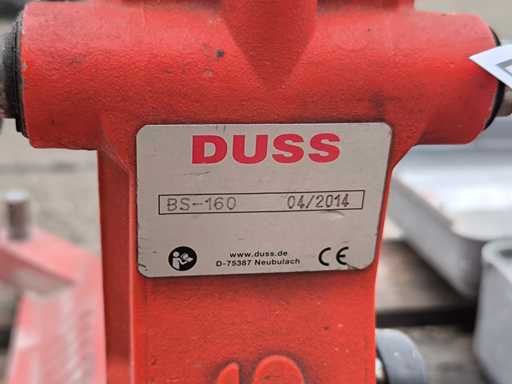 DUSS
BS-160 04/2014
www.duss.de
D-75387 Neubulach
CE